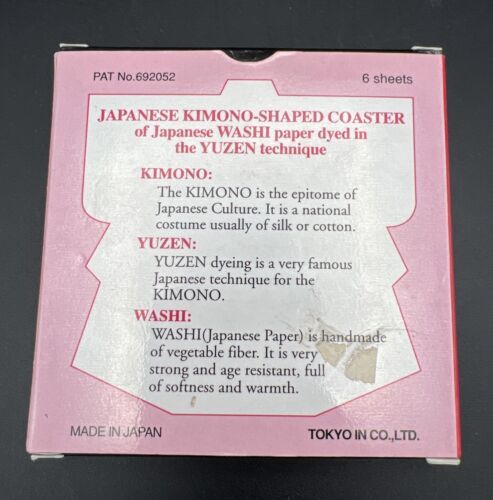 PAT No.692052 6 sheets
JAPANESE KIMONO-SHAPED COASTER
of Japanese WASHI paper dyed in
the YUZEN technique
KIMONO:
The KIMONO is the epitome of
Japanese Culture. It is a national
costume usually of silk or cotton.
YUZEN:
YUZEN dyeing is a very famous
Japanese technique for the
KIMONO.
WASHI:
WASHI(Japanese Paper) is handmade
of vegetable fiber. It is very
strong and age resistant, full
of softness and warmth.
MADE IN JAPAN TOKYO IN CO.,LTD.